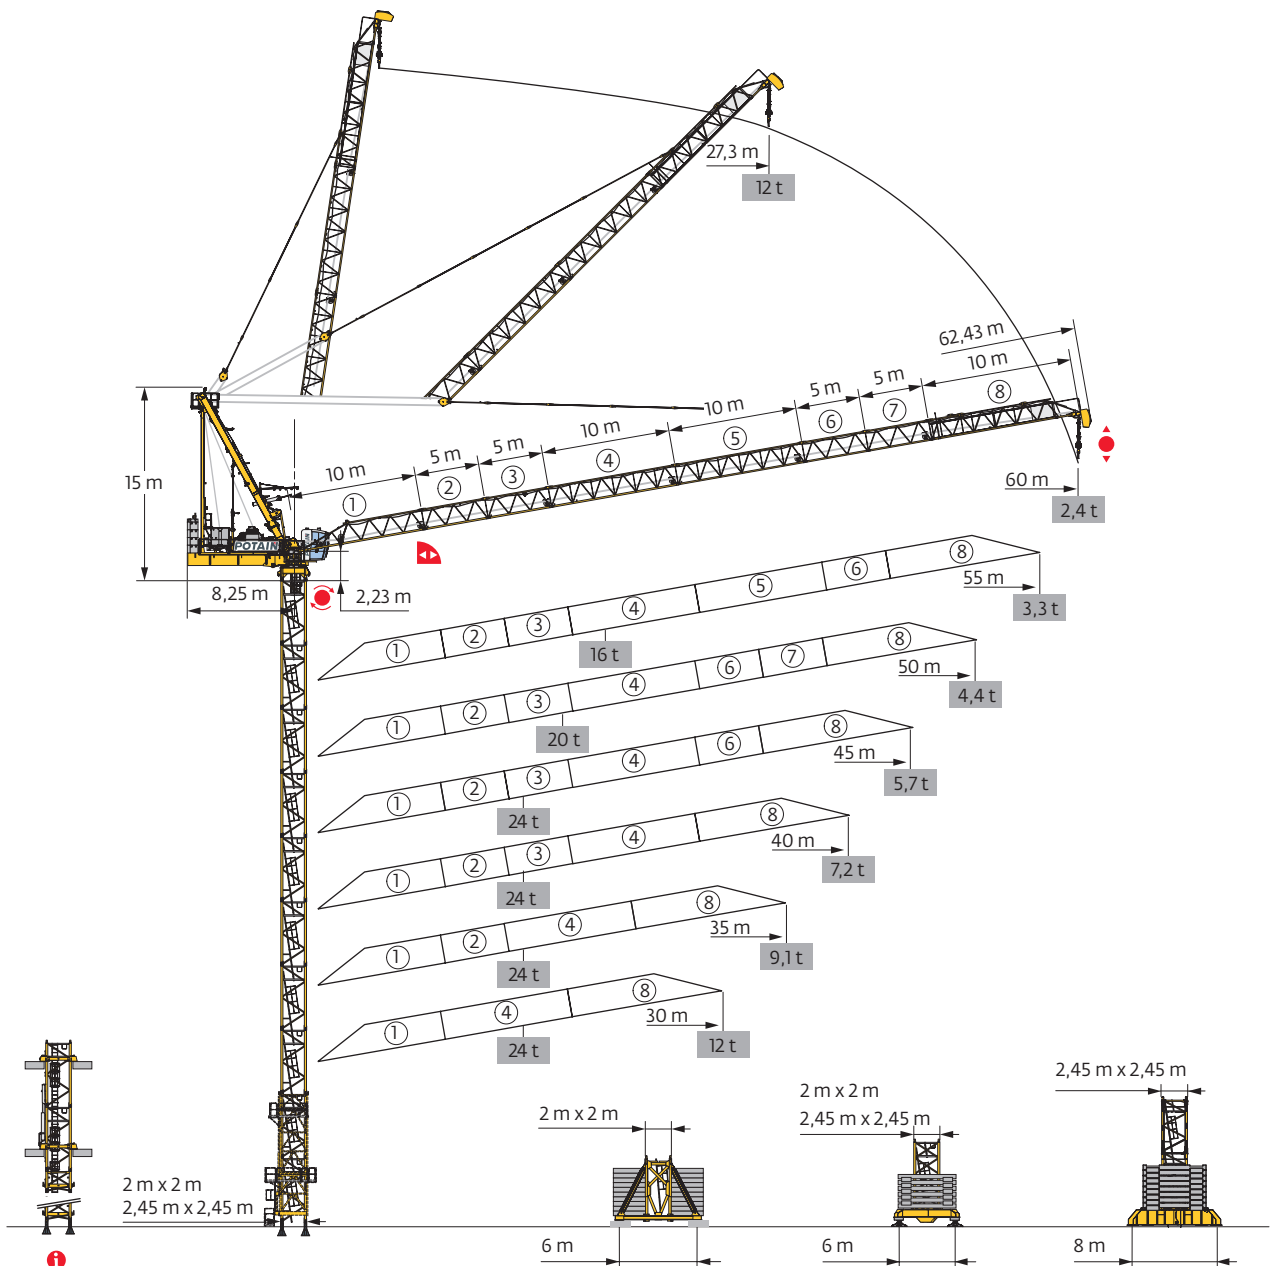 27,3 m
12 t
62,43 m
10 m
5 m
5 m
10 m
10 m
5 m
5 m
10 m
⑧
⑦
⑥
⑤
④
③
②
①
15 m
POTAIN
60 m
2,4 t
8,25 m
2,23 m
① ② ③ ④ ⑤ ⑥ ⑧
55 m
3,3 t
16 t
① ② ③ ④ ⑥ ⑦ ⑧
50 m
4,4 t
20 t
① ② ③ ④ ⑥ ⑧
45 m
5,7 t
24 t
① ② ③ ④ ⑧
40 m
7,2 t
24 t
① ② ④ ⑧
35 m
9,1 t
24 t
① ④ ⑧
30 m
12 t
24 t
2 m x 2 m
2,45 m x 2,45 m
i
2 m x 2 m
6 m
2 m x 2 m
2,45 m x 2,45 m
6 m
2,45 m x 2,45 m
8 m